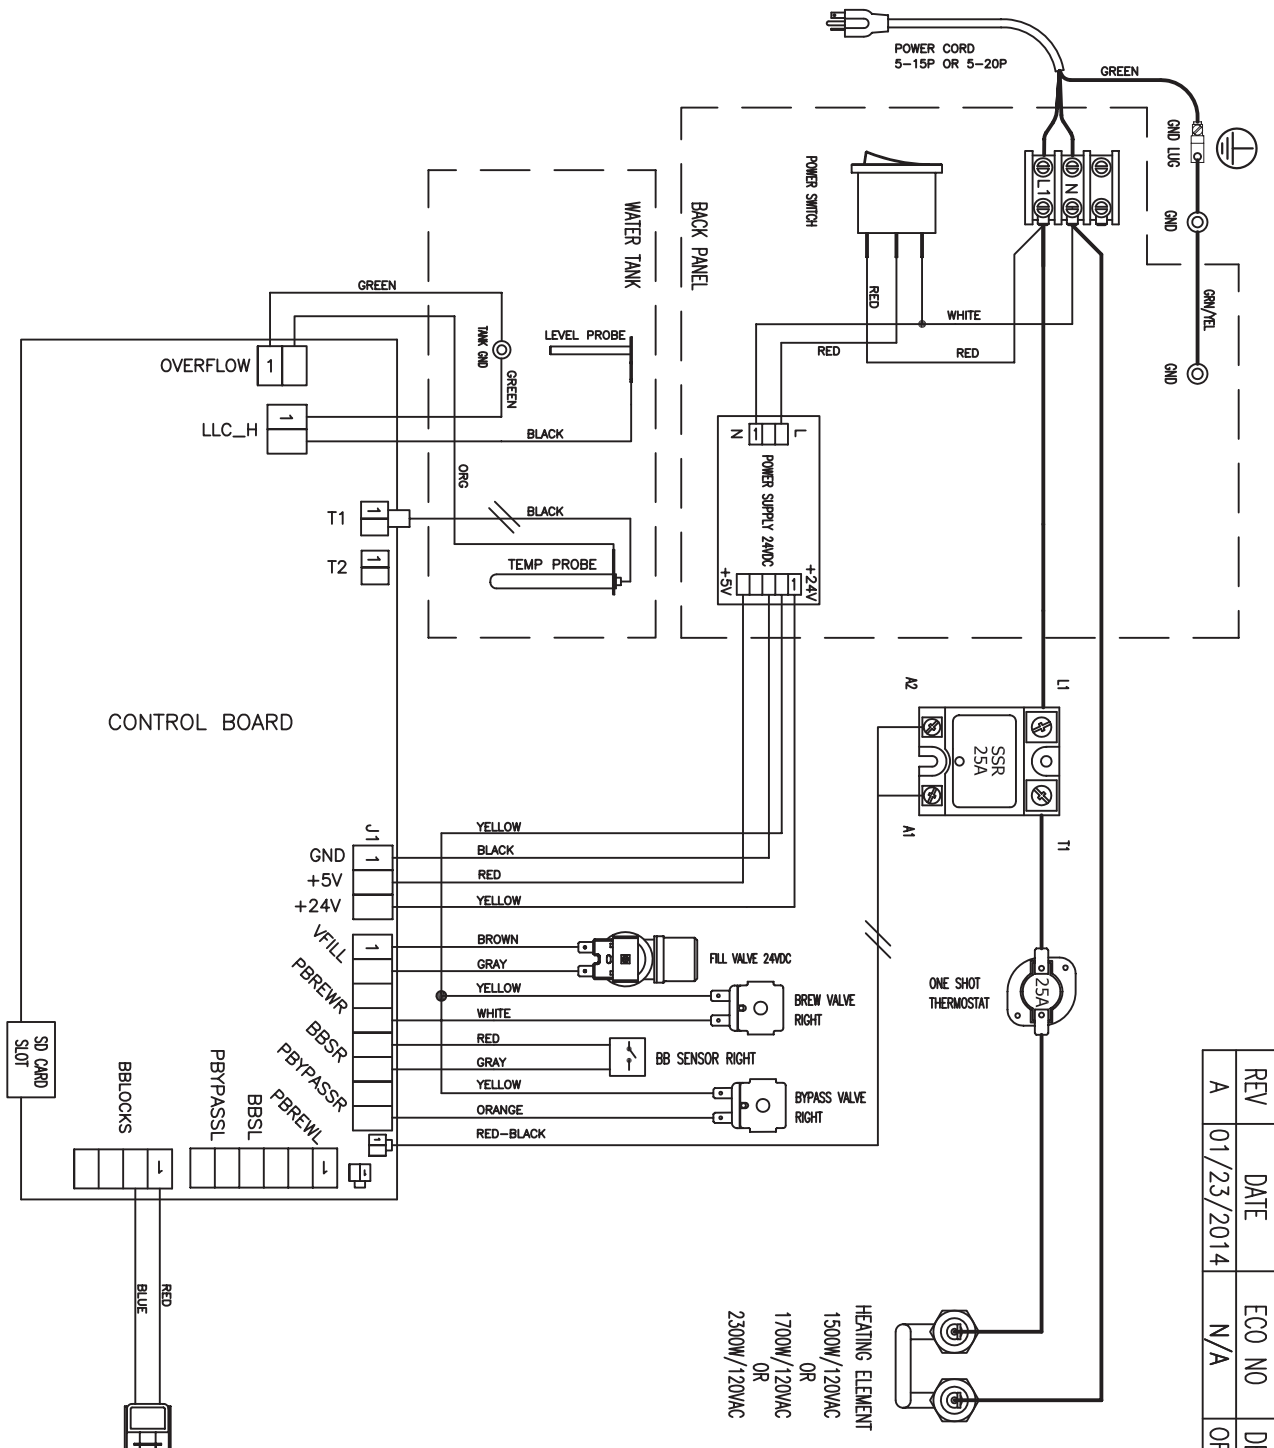 POWER CORD
5-15P OR 5-20P
GREEN
GND LUG
GND
GRN/YEL
GND
L1
N
POWER SWITCH
BACK PANEL
WATER TANK
RED
WHITE
RED
RED
GREEN
TANK GND
GREEN
LEVEL PROBE
OVERFLOW
1
LLC_H
1
BLACK
ORG
T1
1
BLACK
T2
1
TEMP PROBE
N
1
L
POWER SUPPLY 24VDC
+5V
1
+24V
CONTROL BOARD
A2
L1
SSR
25A
A1
T1
J1
GND
1
+5V
+24V
YELLOW
BLACK
RED
YELLOW
VFILL
1
PBREWR
BBSR
PBYPASSR
BROWN
GRAY
YELLOW
WHITE
RED
GRAY
YELLOW
ORANGE
RED-BLACK
FILL VALVE 24VDC
BREW VALVE
RIGHT
BB SENSOR RIGHT
BYPASS VALVE
RIGHT
ONE SHOT
THERMOSTAT
25A
1
1
SD CARD
SLOT
BBLOCKS
1
PBYPASSL
BBSL
PBREWL
1
RED
BLUE
HEATING ELEMENT
1500W/120VAC
OR
1700W/120VAC
OR
2300W/120VAC
REV
DATE
ECO NO
A
01/23/2014
N/A